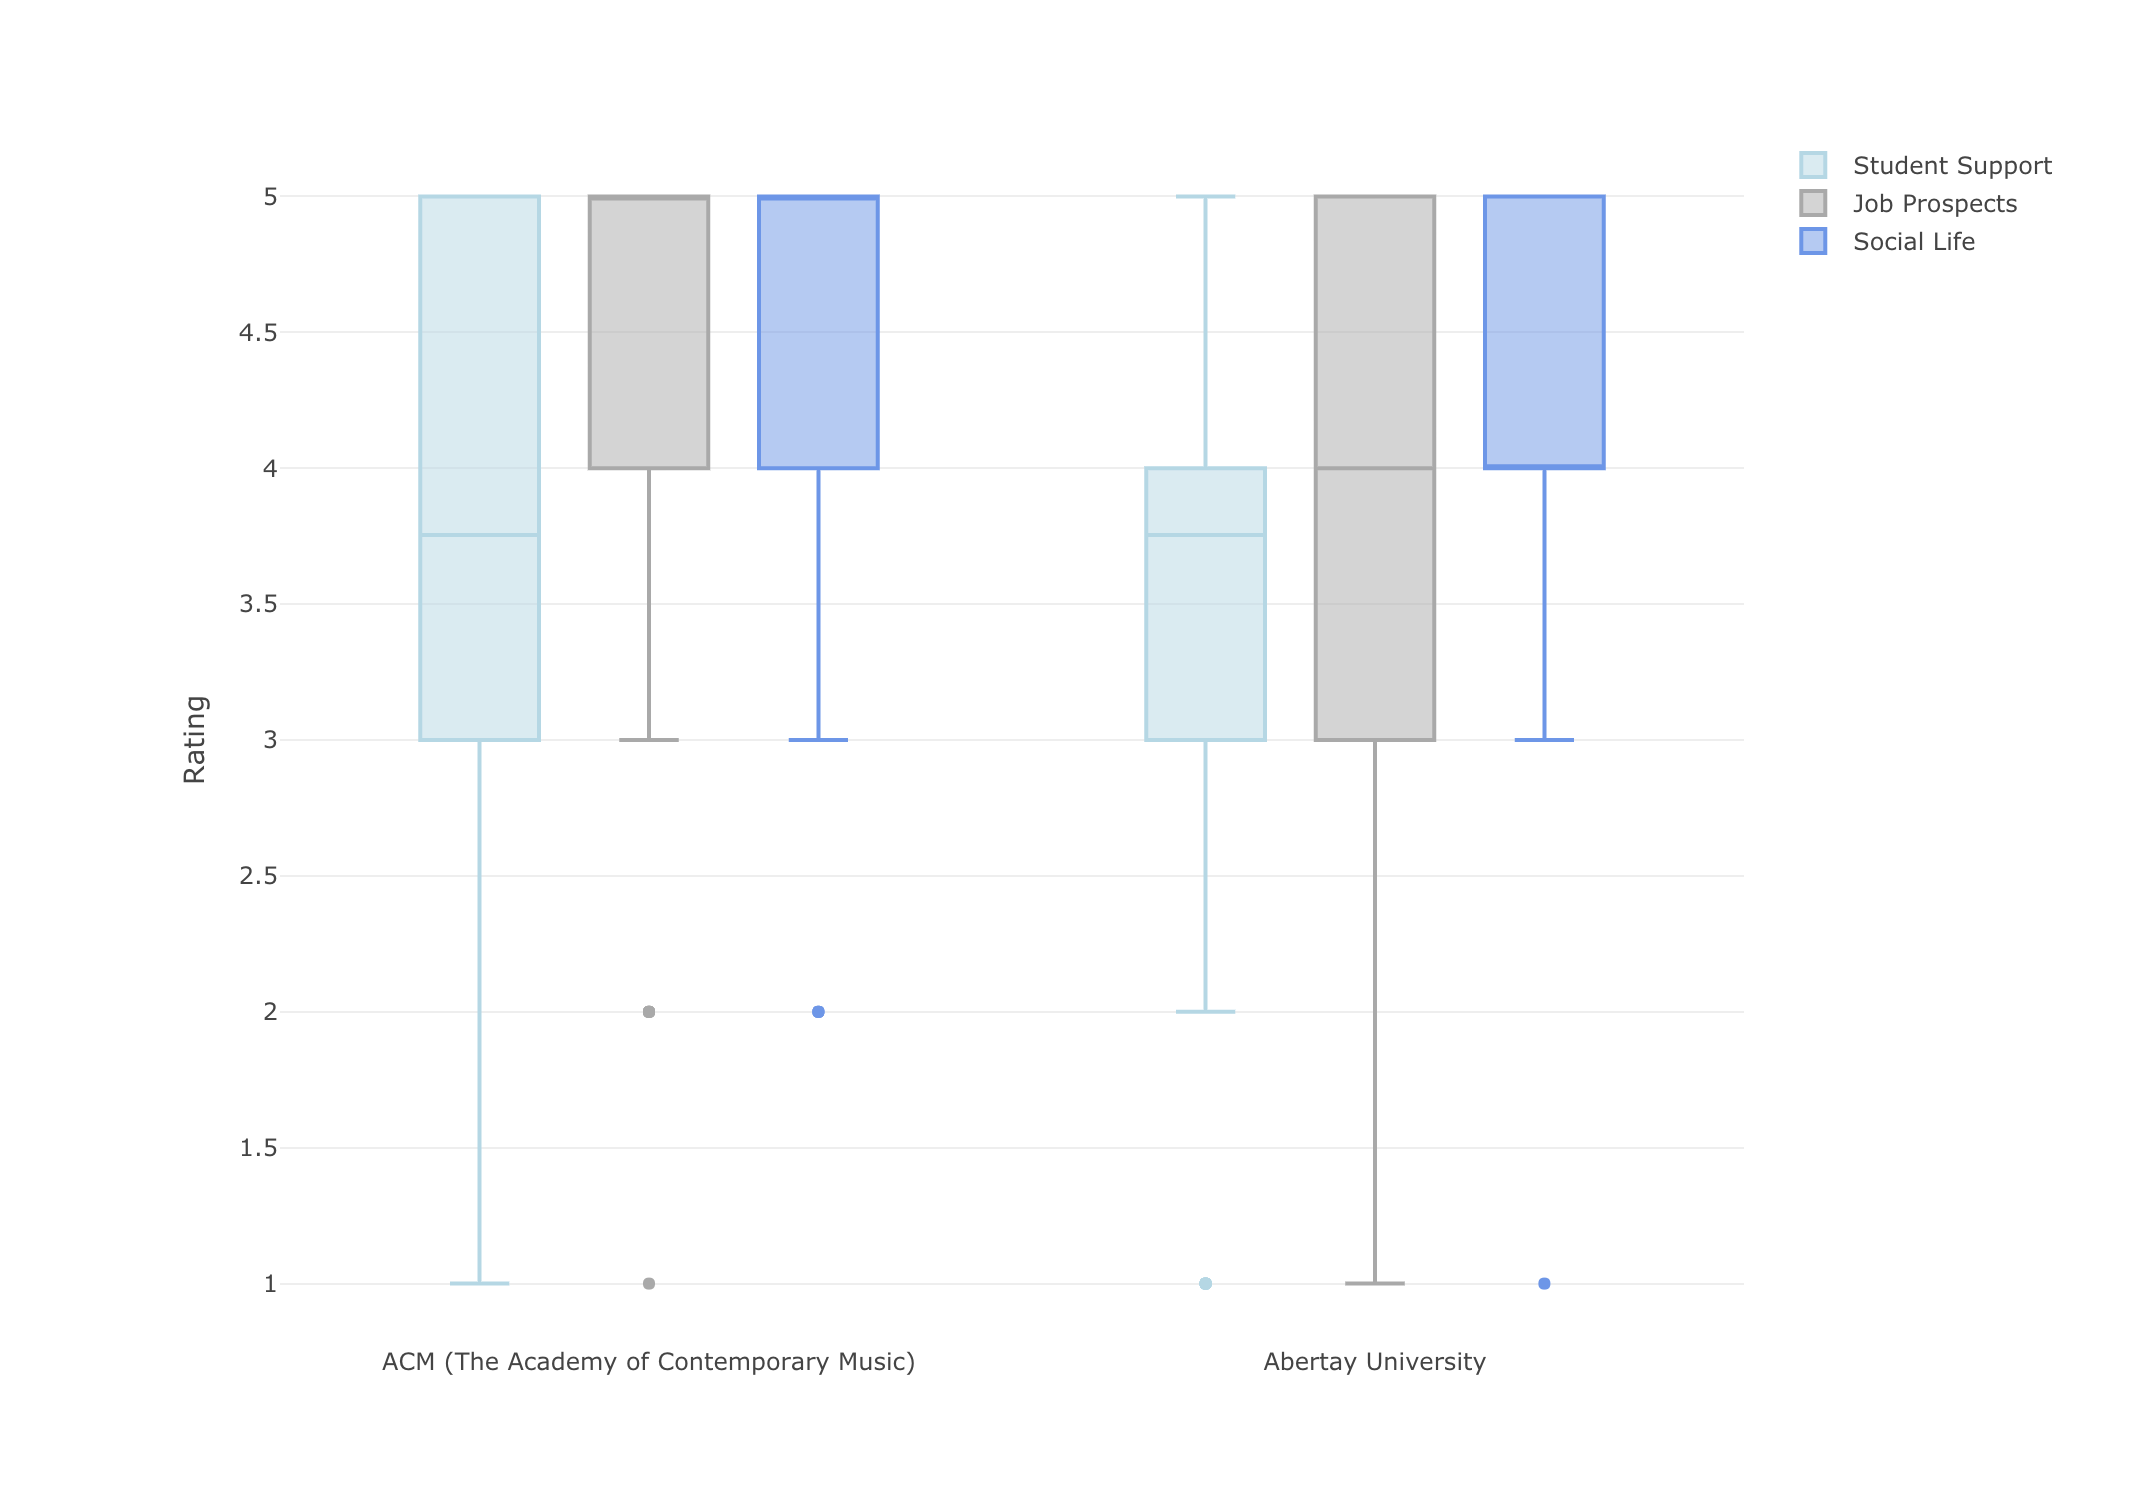 Student Support
Job Prospects
Social Life
5
4.5
4
3.5
3
2.5
2
1.5
1
Rating
ACM (The Academy of Contemporary Music)
Abertay University